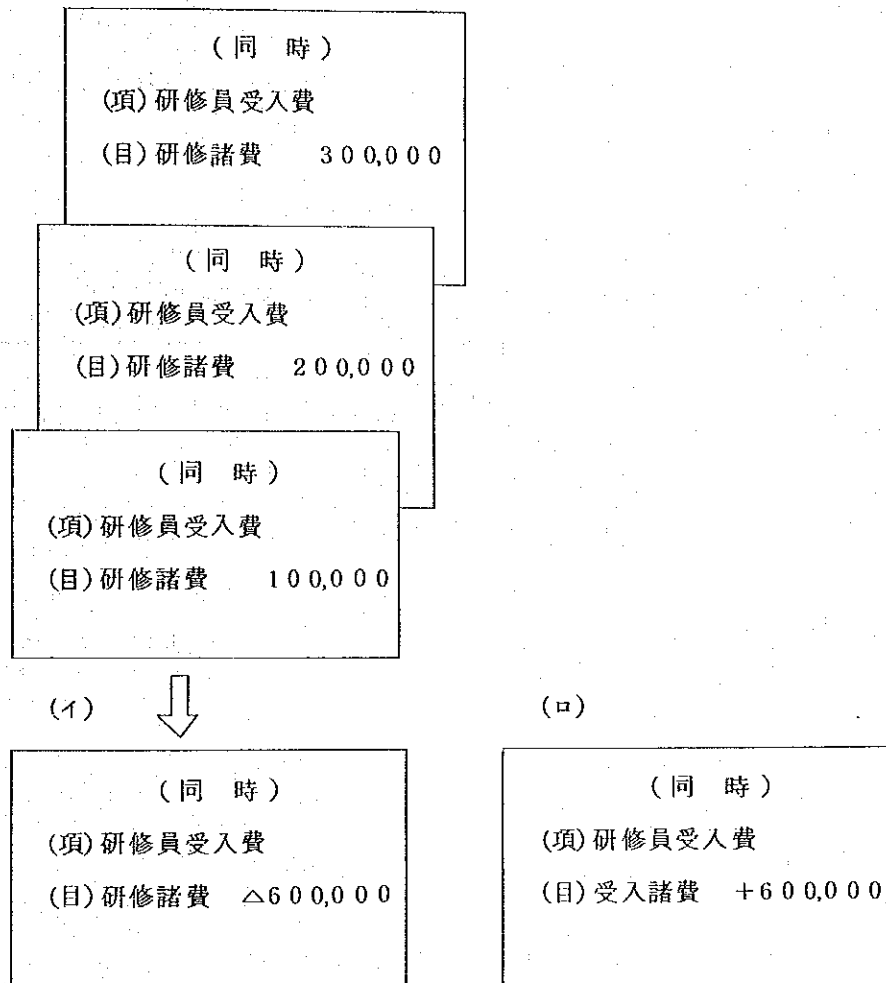 (同 時)
(項)研修員受入費
(目)研修諸費 300,000
(同 時)
(項)研修員受入費
(目)研修諸費 200,000
(同 時)
(項)研修員受入費
(目)研修諸費 100,000
(イ)
(ロ)
(同 時)
(項)研修員受入費
(目)研修諸費 △600,000
(同 時)
(項)研修員受入費
(目)受入諸費 +600,000